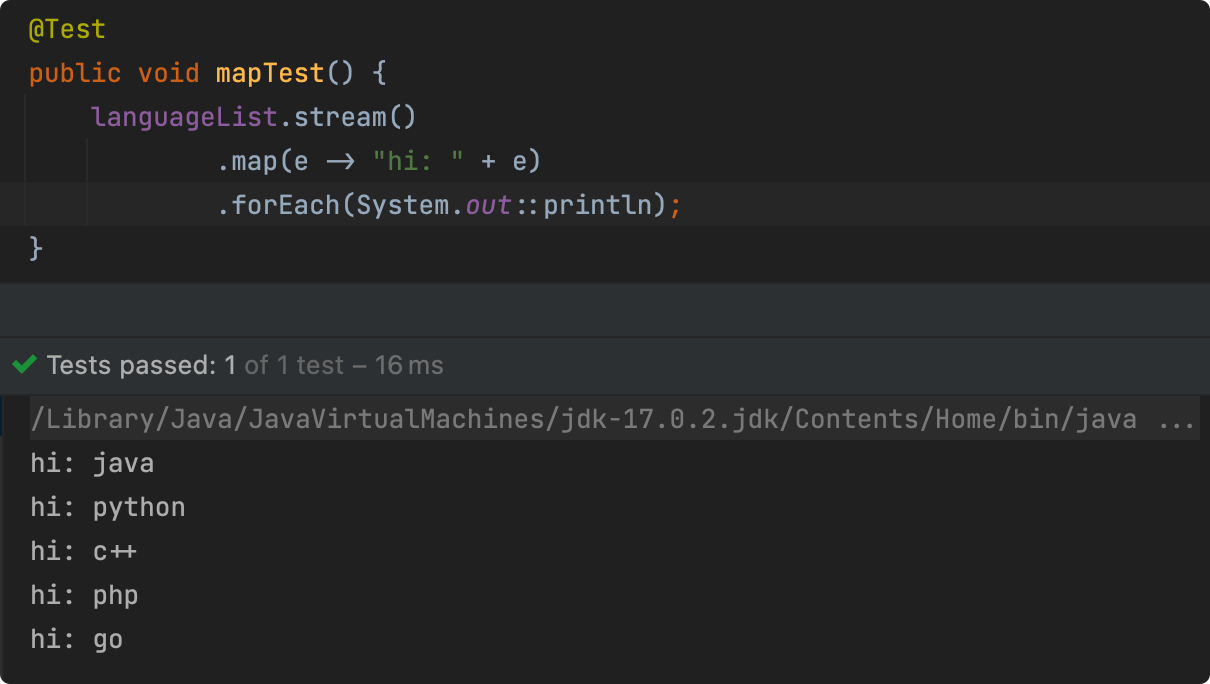 @Test
public void mapTest() {
    languageList.stream()
            .map(e -> "hi: " + e)
            .forEach(System.out::println);
}
Tests passed: 1 of 1 test – 16 ms
/Library/Java/JavaVirtualMachines/jdk-17.0.2.jdk/Contents/Home/bin/java ...
hi: java
hi: python
hi: c++
hi: php
hi: go